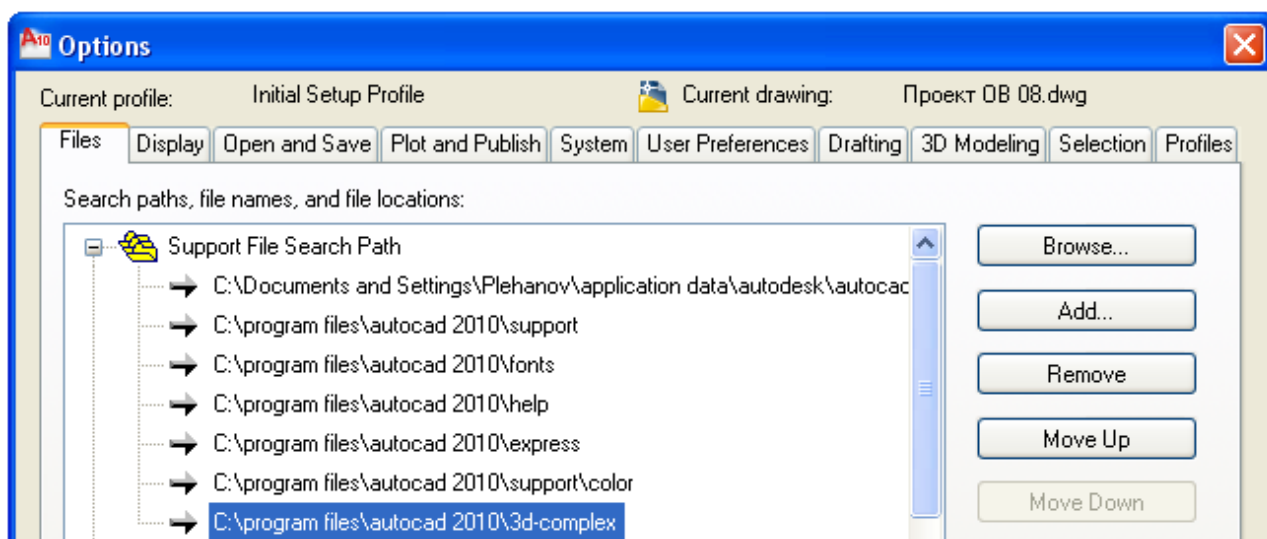 A10 Options
Current profile: Initial Setup Profile Current drawing: Проект ОВ 08.dwg
Files Display Open and Save Plot and Publish System User Preferences Drafting 3D Modeling Selection Profiles
Search paths, file names, and file locations:
Support File Search Path
C:\Documents and Settings\Plehanov\application data\autodesk\autocad
C:\program files\autocad 2010\support
C:\program files\autocad 2010\fonts
C:\program files\autocad 2010\help
C:\program files\autocad 2010\express
C:\program files\autocad 2010\support\color
C:\program files\autocad 2010\3d-complex
Browse...
Add...
Remove
Move Up
Move Down